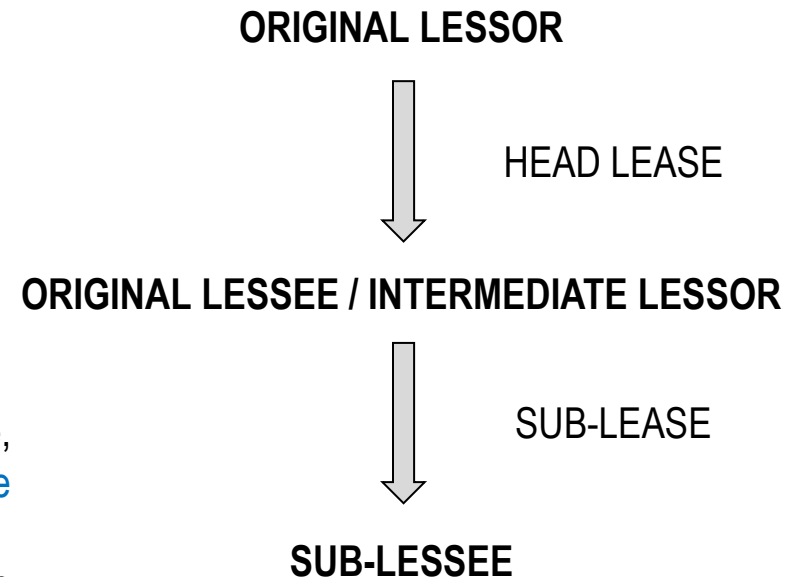 ORIGINAL LESSOR
HEAD LEASE
ORIGINAL LESSEE / INTERMEDIATE LESSOR
SUB-LEASE
,
e
SUB-LESSEE